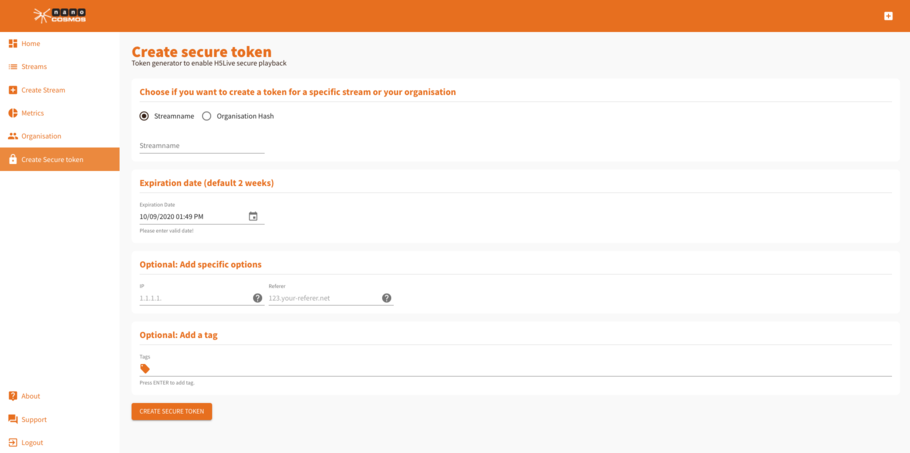 nano
COSMOS
Home
Streams
Create Stream
Metrics
Organisation
Create Secure token
About
Support
Logout
Create secure token
Token generator to enable H5Live secure playback
Choose if you want to create a token for a specific stream or your organisation
Streamname
Organisation Hash
Streamname
Expiration date (default 2 weeks)
Expiration Date
10/09/2020 01:49 PM
Please enter valid date!
Optional: Add specific options
IP
Referer
1.1.1.1.
123.your-referer.net
Optional: Add a tag
Tags
Press ENTER to add tag.
CREATE SECURE TOKEN